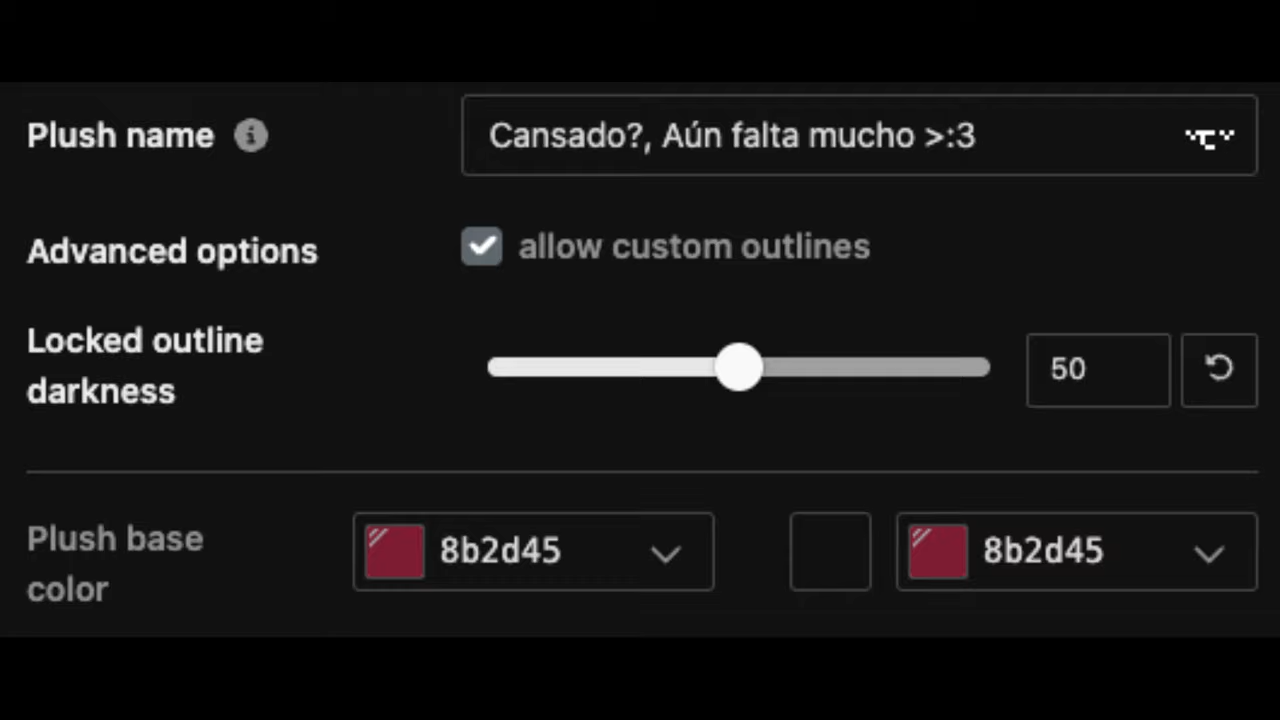 Plush name
Cansado?, Aún falta mucho >:3
Advanced options
allow custom outlines
Locked outline
darkness
50
Plush base
color
8b2d45
8b2d45